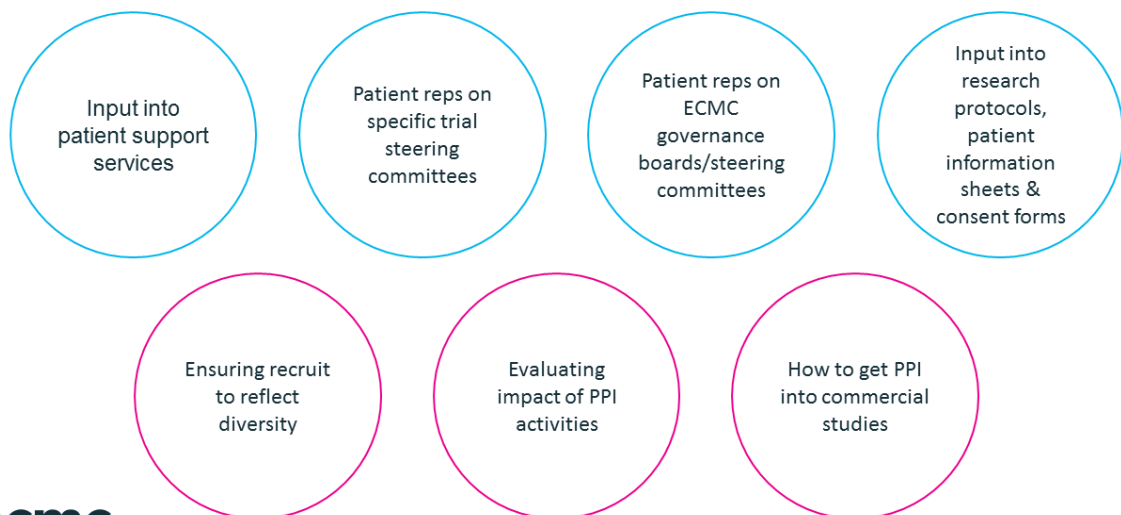 Input into
patient support
services
Patient reps on
specific trial
steering
committees
Patient reps on
ECMC
governance
boards/steering
committees
Input into
research
protocols,
patient
information
sheets &
consent forms
Ensuring recruit
to reflect
diversity
Evaluating
impact of PPI
activities
How to get PPI
into commercial
studies